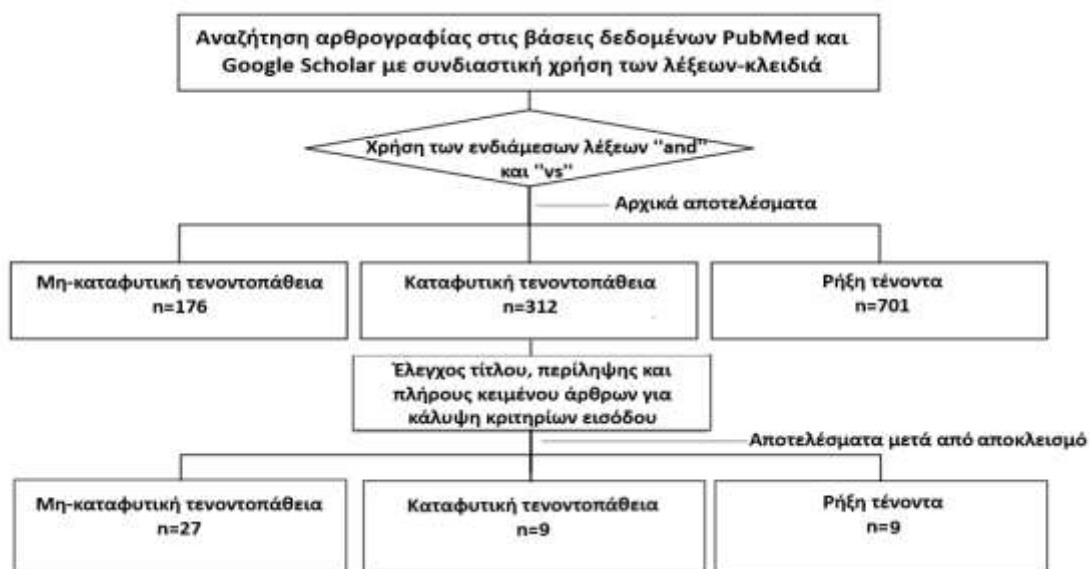 Αναζήτηση αρθρογραφίας στις βάσεις δεδομένων PubMed και
Google Scholar με συνδιαστική χρήση των λέξεων-κλειδιά
Χρήση των ενδιάμεσων λέξεων "and"
και "vs"
Αρχικά αποτελέσματα
Μη-καταφυτική τενοντοπάθεια
n=176
Καταφυτική τενοντοπάθεια
n=312
Ρήξη τένοντα
n=701
Έλεγχος τίτλου, περίληψης και
πλήρους κειμένου άρθρων για
κάλυψη κριτηρίων εισόδου
Αποτελέσματα μετά από αποκλεισμό
Μη-καταφυτική τενοντοπάθεια
n=27
Καταφυτική τενοντοπάθεια
n=9
Ρήξη τένοντα
n=9